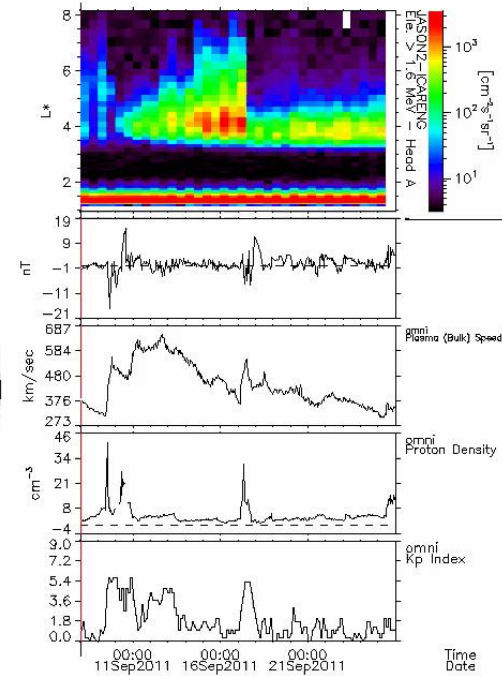 8
6
4
2
L*
JASON2/ICARENG
Ele. > 1.6 MeV - Head A
10³
10²
10¹
[cm⁻²s⁻¹sr⁻¹]
19
9
-1
-11
-21
nT
687
584
480
376
273
km/sec
omni
Plasma (Bulk) Speed
46
34
21
8
-4
cm⁻³
omni
Proton Density
9.0
7.2
5.4
3.6
1.8
0.0
omni
Kp Index
00:00 00:00 00:00 Time
11Sep2011 16Sep2011 21Sep2011 Date